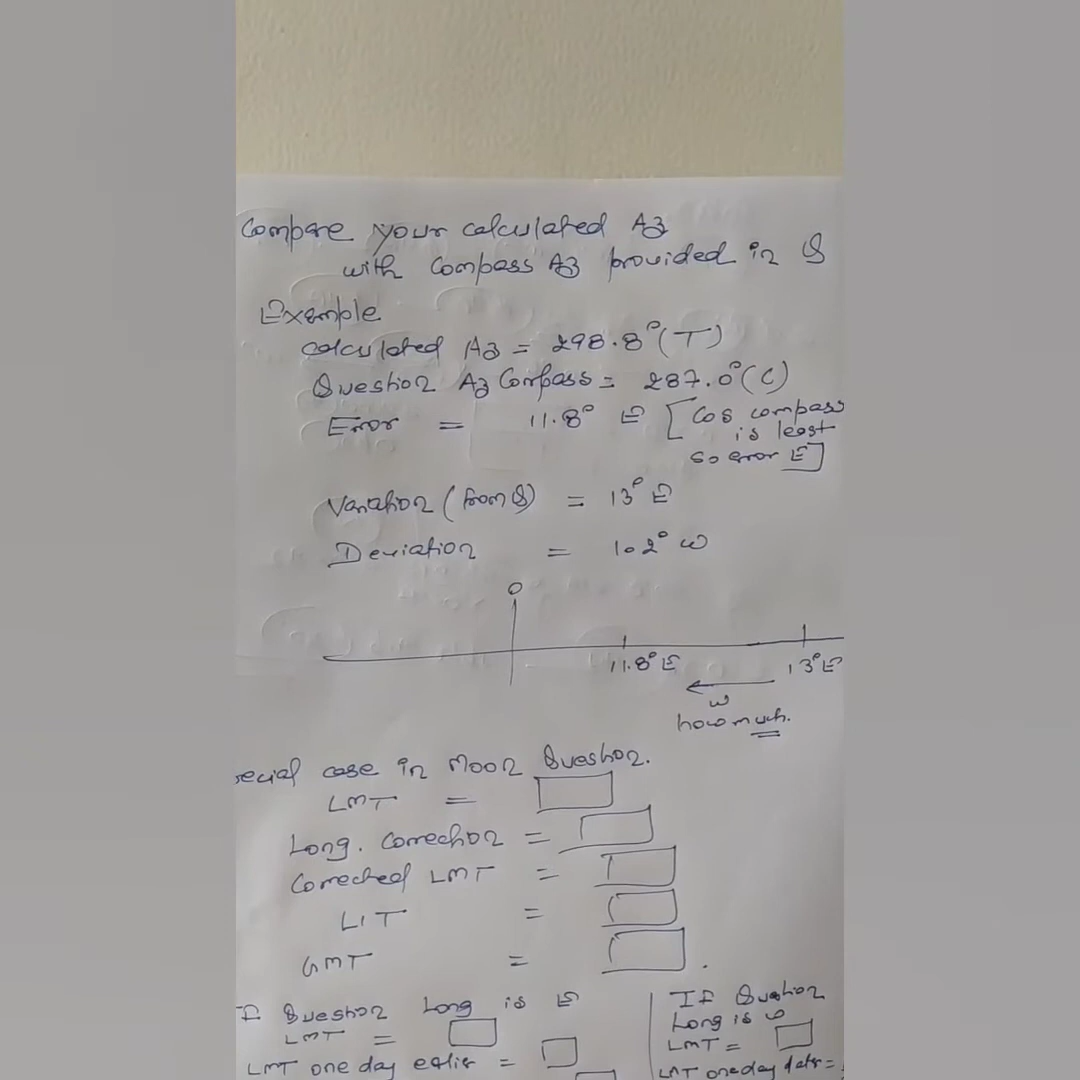 Compare your calculated Az
with Compass Az provided in Q
Example
Calculated Az = 298.8°(T)
Question Az Compass = 287.0°(C)
Error = 11.8° E [Cos compass
is least
so error E]
Variation (from Q) = 13° E
Deviation = 1.2° W
0
11.8° E 13° E
W
how much.
special case in Moon Question.
LMT =
Long. Correction =
Corrected LMT =
LIT =
GMT = .
If Question Long is E
LMT =
LMT one day earlier =
If Question
Long is W
LMT =
LMT one day later =